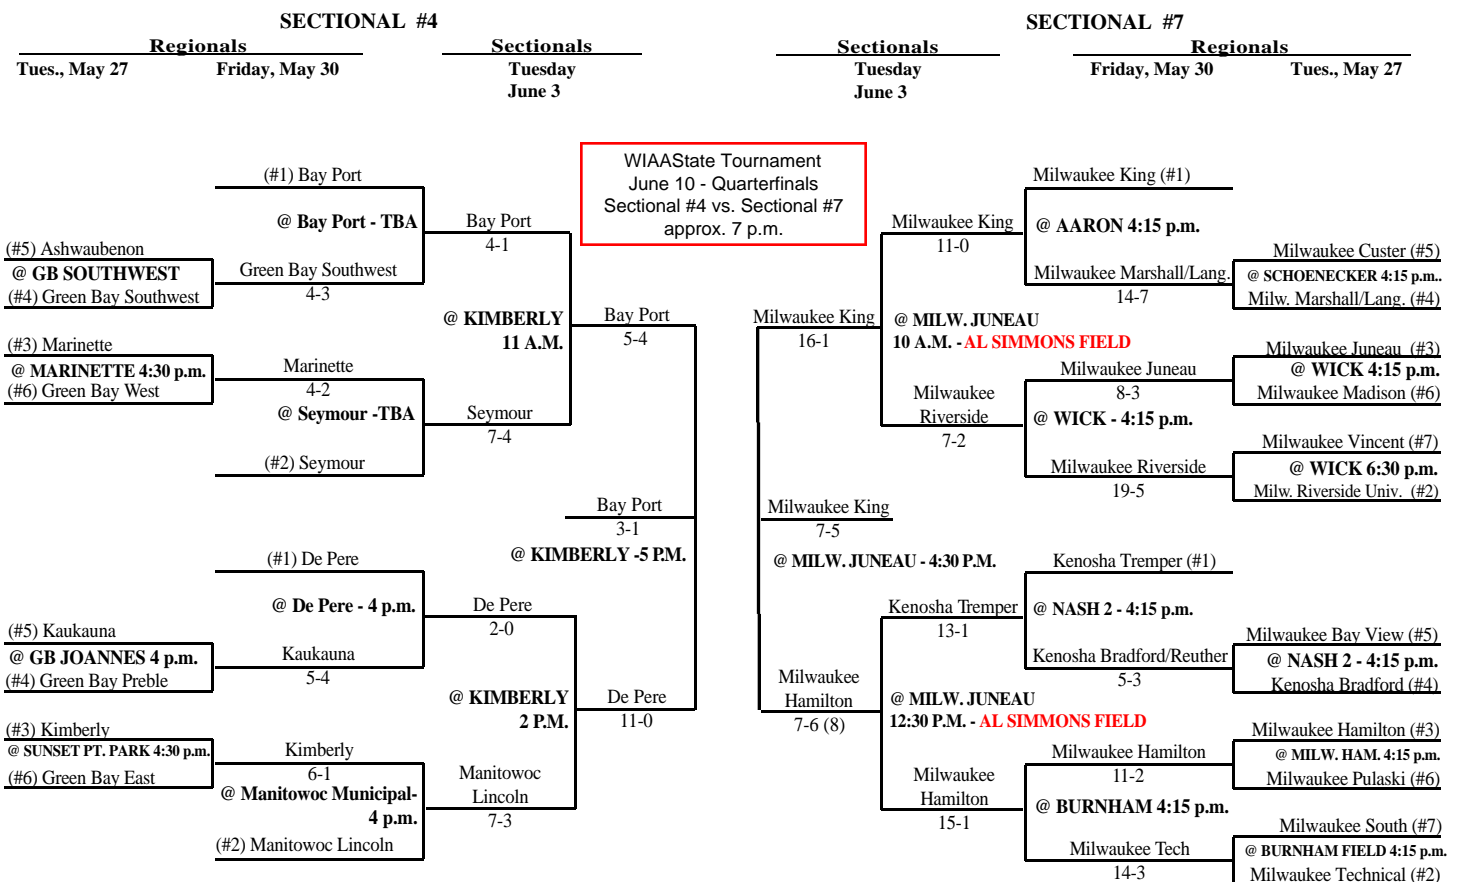 SECTIONAL #4
Regionals
Sectionals
Tues., May 27
Friday, May 30
Tuesday
June 3
(#1) Bay Port
@ Bay Port - TBA
(#5) Ashwaubenon
@ GB SOUTHWEST
(#4) Green Bay Southwest
Green Bay Southwest
4-3
Bay Port
4-1
(#3) Marinette
@ MARINETTE 4:30 p.m.
(#6) Green Bay West
Marinette
4-2
@ Seymour -TBA
(#2) Seymour
Seymour
7-4
@ KIMBERLY
11 A.M.
Bay Port
5-4
Bay Port
3-1
@ KIMBERLY -5 P.M.
(#1) De Pere
@ De Pere - 4 p.m.
(#5) Kaukauna
@ GB JOANNES 4 p.m.
(#4) Green Bay Preble
Kaukauna
5-4
De Pere
2-0
@ KIMBERLY
2 P.M.
De Pere
11-0
(#3) Kimberly
@ SUNSET PT. PARK 4:30 p.m.
(#6) Green Bay East
Kimberly
6-1
@ Manitowoc Municipal-
4 p.m.
(#2) Manitowoc Lincoln
Manitowoc
Lincoln
7-3
WIAAState Tournament
June 10 - Quarterfinals
Sectional #4 vs. Sectional #7
approx. 7 p.m.
SECTIONAL #7
Sectionals
Regionals
Tuesday
June 3
Friday, May 30
Tues., May 27
Milwaukee King (#1)
@ AARON 4:15 p.m.
Milwaukee King
11-0
Milwaukee Custer (#5)
@ SCHOENECKER 4:15 p.m..
Milw. Marshall/Lang. (#4)
Milwaukee Marshall/Lang.
14-7
Milwaukee King
16-1
@ MILW. JUNEAU
10 A.M. - AL SIMMONS FIELD
Milwaukee Juneau (#3)
@ WICK 4:15 p.m.
Milwaukee Madison (#6)
Milwaukee Juneau
8-3
Milwaukee
Riverside
7-2
@ WICK - 4:15 p.m.
Milwaukee Vincent (#7)
@ WICK 6:30 p.m.
Milw. Riverside Univ. (#2)
Milwaukee Riverside
19-5
Milwaukee King
7-5
@ MILW. JUNEAU - 4:30 P.M.
Kenosha Tremper (#1)
@ NASH 2 - 4:15 p.m.
Kenosha Tremper
13-1
Milwaukee Bay View (#5)
@ NASH 2 - 4:15 p.m.
Kenosha Bradford (#4)
Kenosha Bradford/Reuther
5-3
Milwaukee
Hamilton
7-6 (8)
@ MILW. JUNEAU
12:30 P.M. - AL SIMMONS FIELD
Milwaukee Hamilton (#3)
@ MILW. HAM. 4:15 p.m.
Milwaukee Pulaski (#6)
Milwaukee Hamilton
11-2
Milwaukee
Hamilton
15-1
@ BURNHAM 4:15 p.m.
Milwaukee South (#7)
@ BURNHAM FIELD 4:15 p.m.
Milwaukee Technical (#2)
Milwaukee Tech
14-3